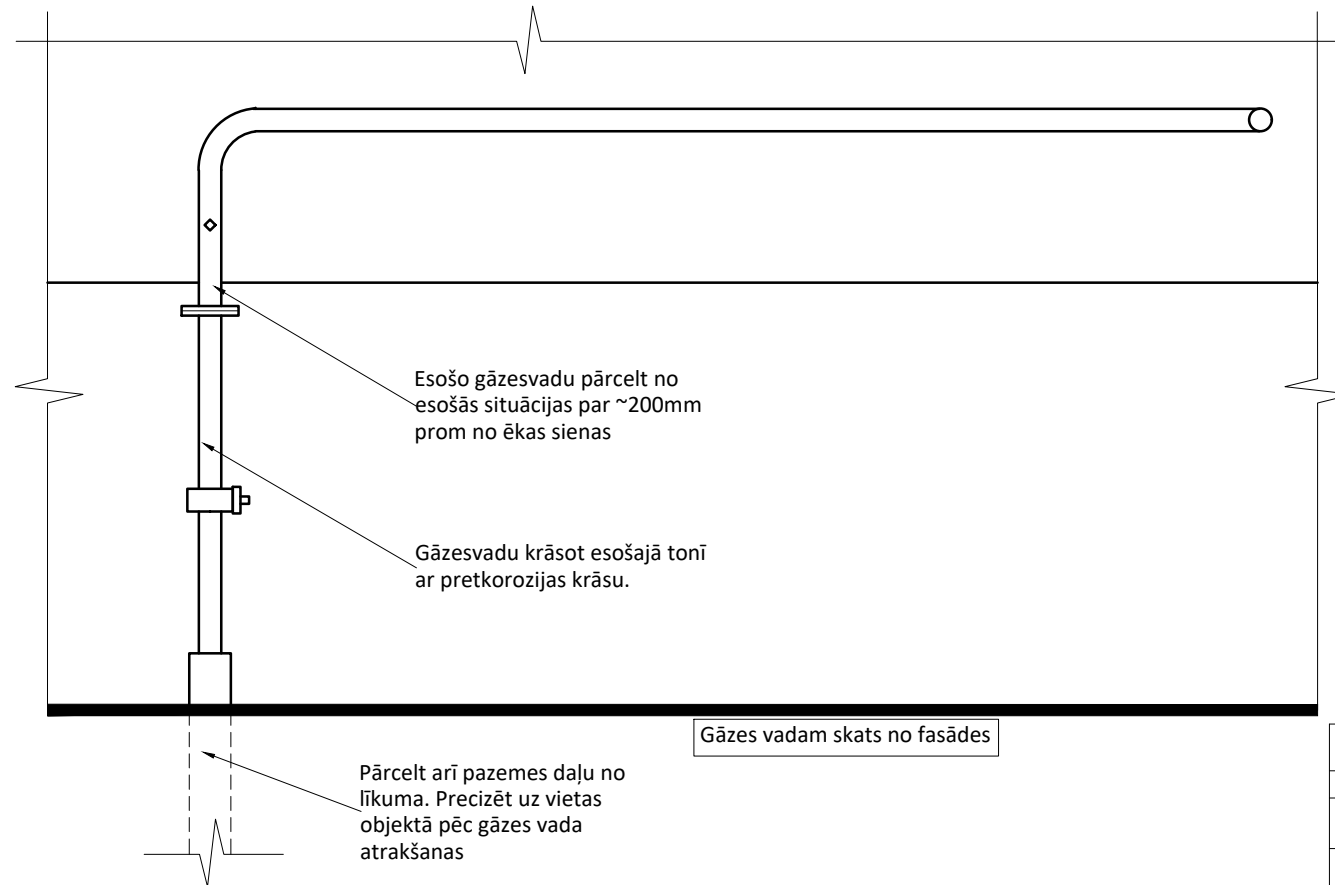 Esošo gāzesvadu pārcelt no
esošās situācijas par ~200mm
prom no ēkas sienas
Gāzesvadu krāsot esošajā tonī
ar pretkorozijas krāsu.
Gāzes vadam skats no fasādes
Pārcelt arī pazemes daļu no
līkuma. Precizēt uz vietas
objektā pēc gāzes vada
atrakšanas